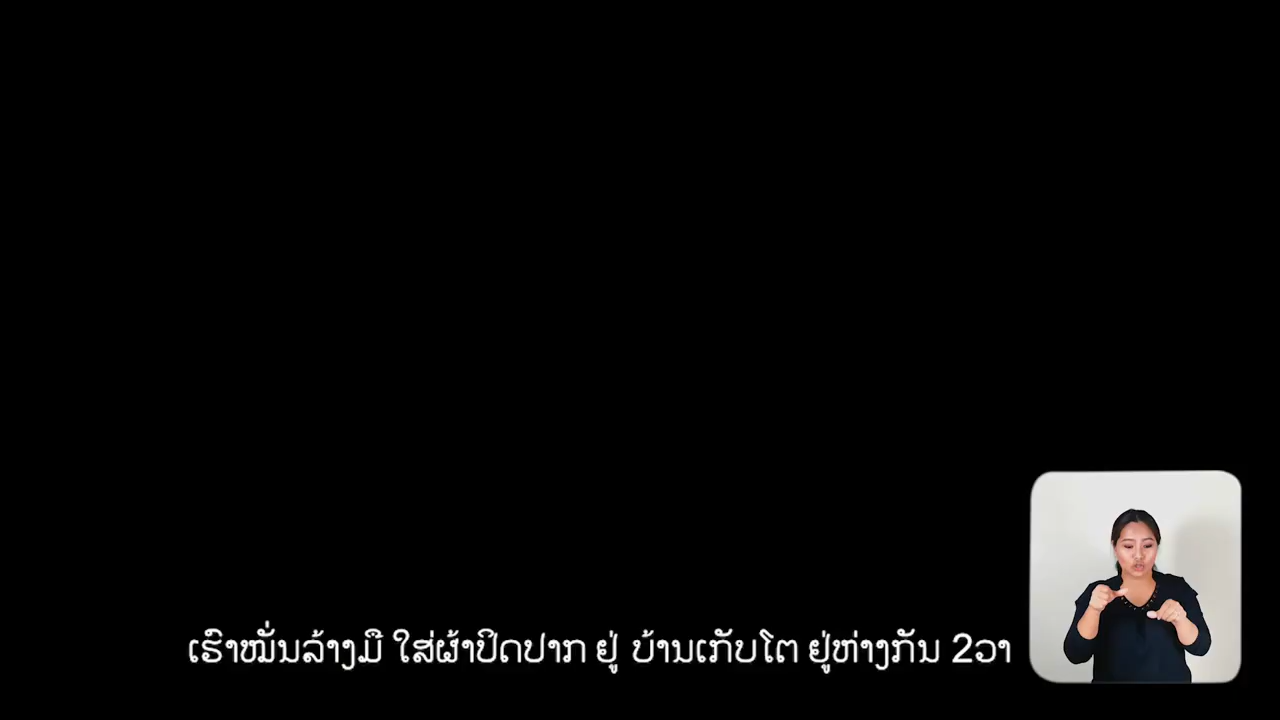 ເຮົາໝັ່ນລ້າງມື ໃສ່ຜ້າປິດປາກ ຢູ່ ບ້ານເກັບໂຕ ຢູ່ຫ່າງກັນ 2ວາ